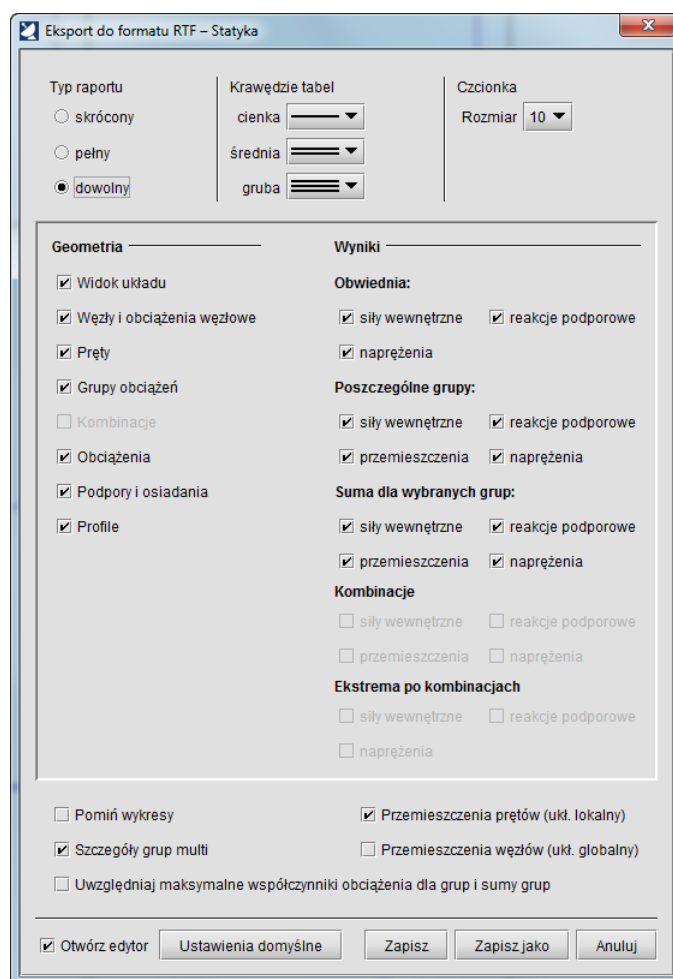 Eksport do formatu RTF – Statyka
Typ raportu
skrócony
pełny
dowolny
Krawędzie tabel
cienka
średnia
gruba
Czcionka
Rozmiar 10
Geometria
Widok układu
Węzły i obciążenia węzłowe
Pręty
Grupy obciążeń
Kombinacje
Obciążenia
Podpory i osiadania
Profile
Wyniki
Obwiednia:
siły wewnętrzne reakcje podporowe
naprężenia
Poszczególne grupy:
siły wewnętrzne reakcje podporowe
przemieszczenia naprężenia
Suma dla wybranych grup:
siły wewnętrzne reakcje podporowe
przemieszczenia naprężenia
Kombinacje
siły wewnętrzne reakcje podporowe
przemieszczenia naprężenia
Ekstrema po kombinacjach
siły wewnętrzne reakcje podporowe
naprężenia
Pomiń wykresy Przemieszczenia prętów (ukł. lokalny)
Szczegóły grup multi Przemieszczenia węzłów (ukł. globalny)
Uwzględniaj maksymalne współczynniki obciążenia dla grup i sumy grup
Otwórz edytor Ustawienia domyślne Zapisz Zapisz jako Anuluj